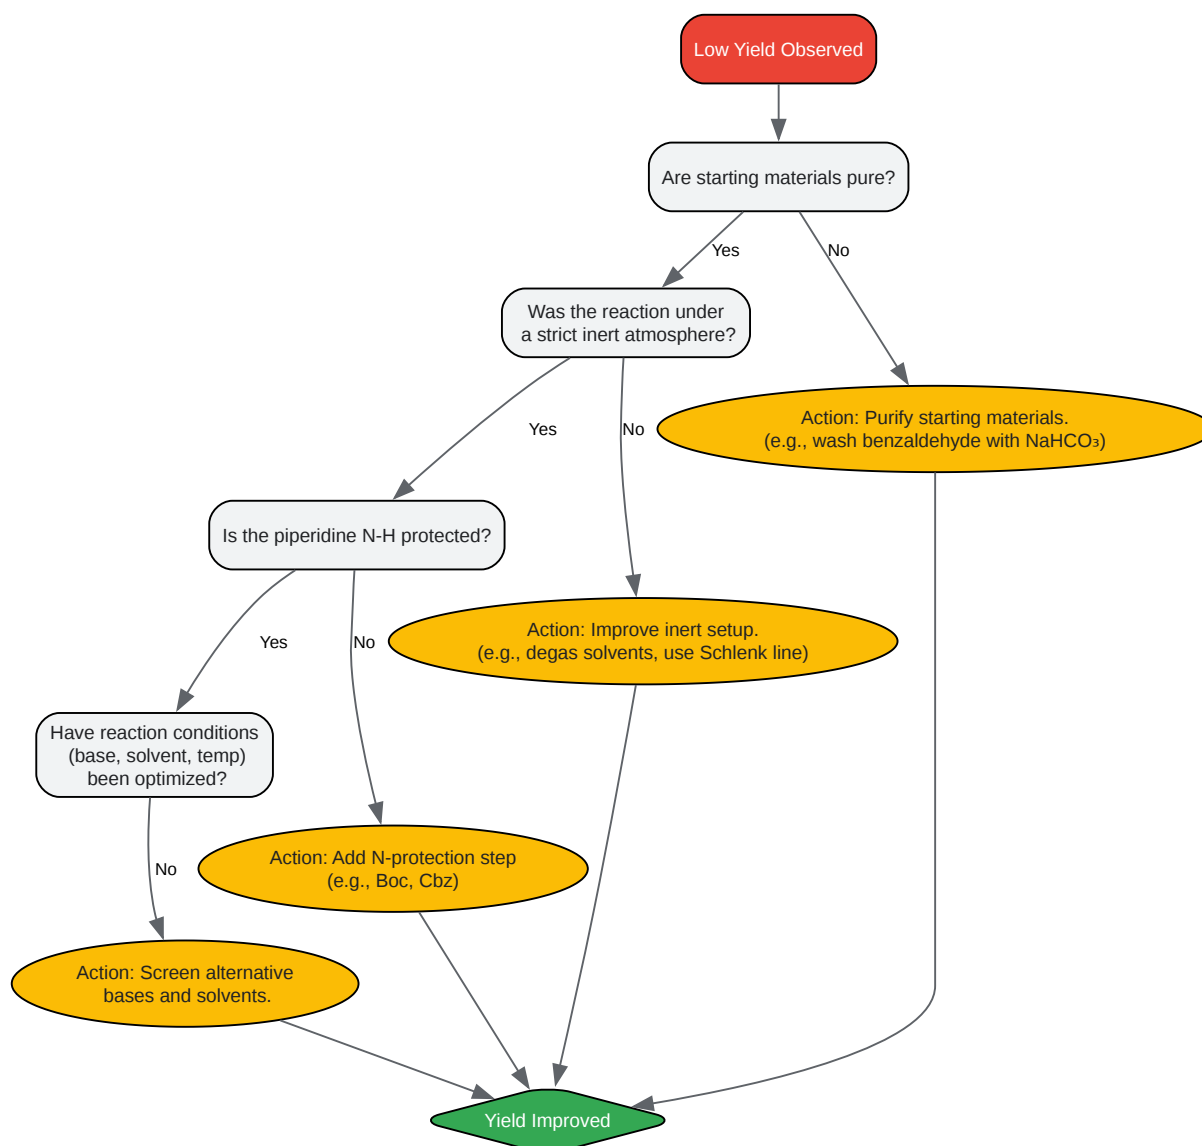 Low Yield Observed
Are starting materials pure?
Yes
No
Was the reaction under
a strict inert atmosphere?
Action: Purify starting materials.
(e.g., wash benzaldehyde with NaHCO₃)
Yes
No
Is the piperidine N-H protected?
Action: Improve inert setup.
(e.g., degas solvents, use Schlenk line)
Yes
No
Have reaction conditions
(base, solvent, temp)
been optimized?
Action: Add N-protection step
(e.g., Boc, Cbz)
No
Action: Screen alternative
bases and solvents.
Yield Improved